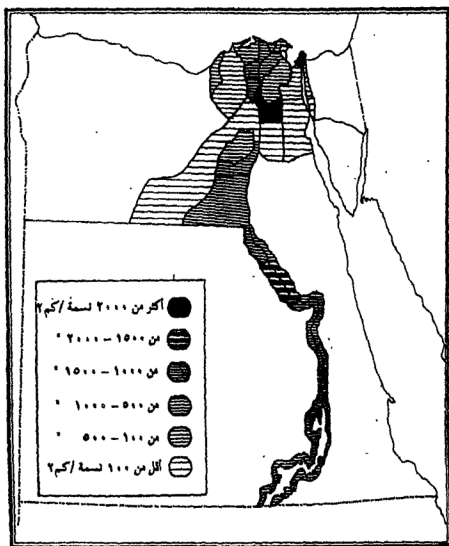 أكثر من ٢٠٠٠ نسمة /كم٢
من ١٥٠٠ – ٢٠٠٠ "
من ١٠٠٠ – ١٥٠٠ "
من ٥٠٠ – ١٠٠٠ "
من ١٠٠ – ٥٠٠ "
أقل من ١٠٠ نسمة /كم٢